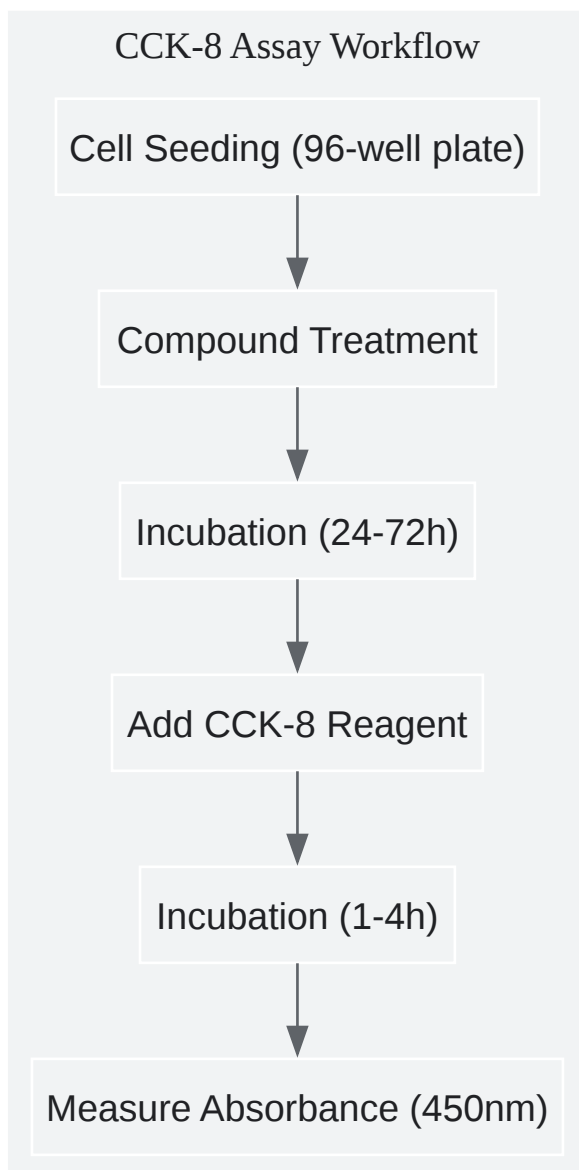 CCK-8 Assay Workflow
Cell Seeding (96-well plate)
Compound Treatment
Incubation (24-72h)
Add CCK-8 Reagent
Incubation (1-4h)
Measure Absorbance (450nm)